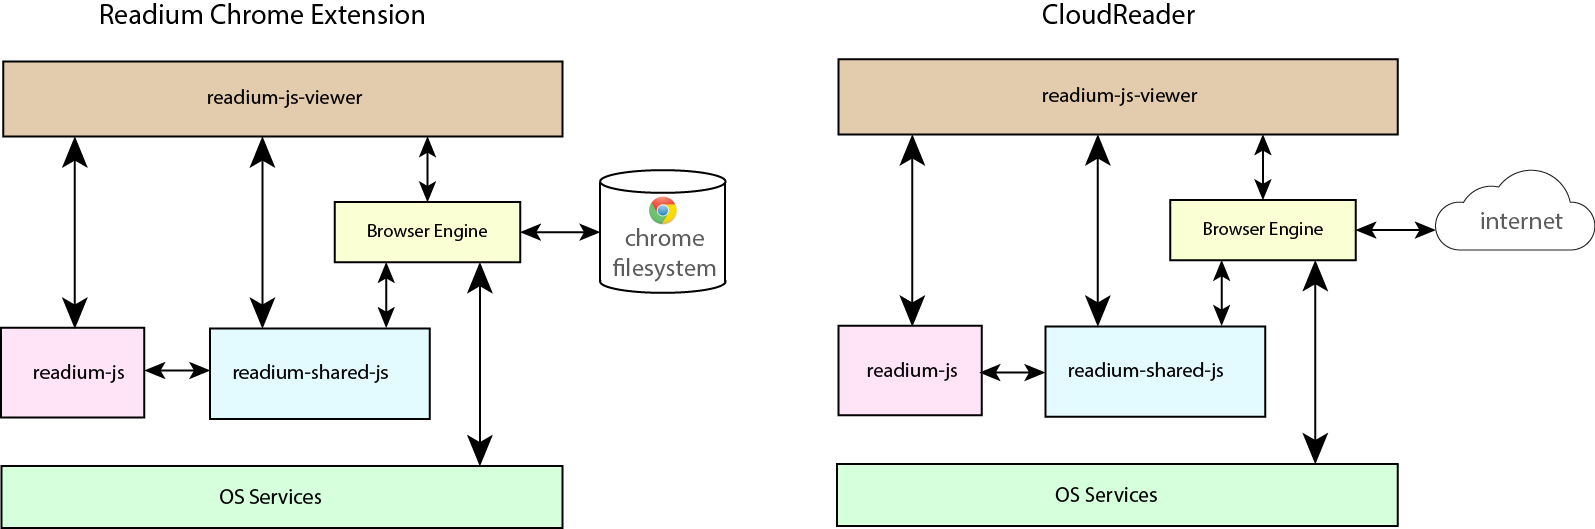 Readium Chrome Extension
readium-js-viewer
Browser Engine
chrome
filesystem
readium-js
readium-shared-js
OS Services
CloudReader
readium-js-viewer
Browser Engine
internet
readium-js
readium-shared-js
OS Services